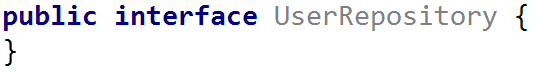 public interface UserRepository {
}